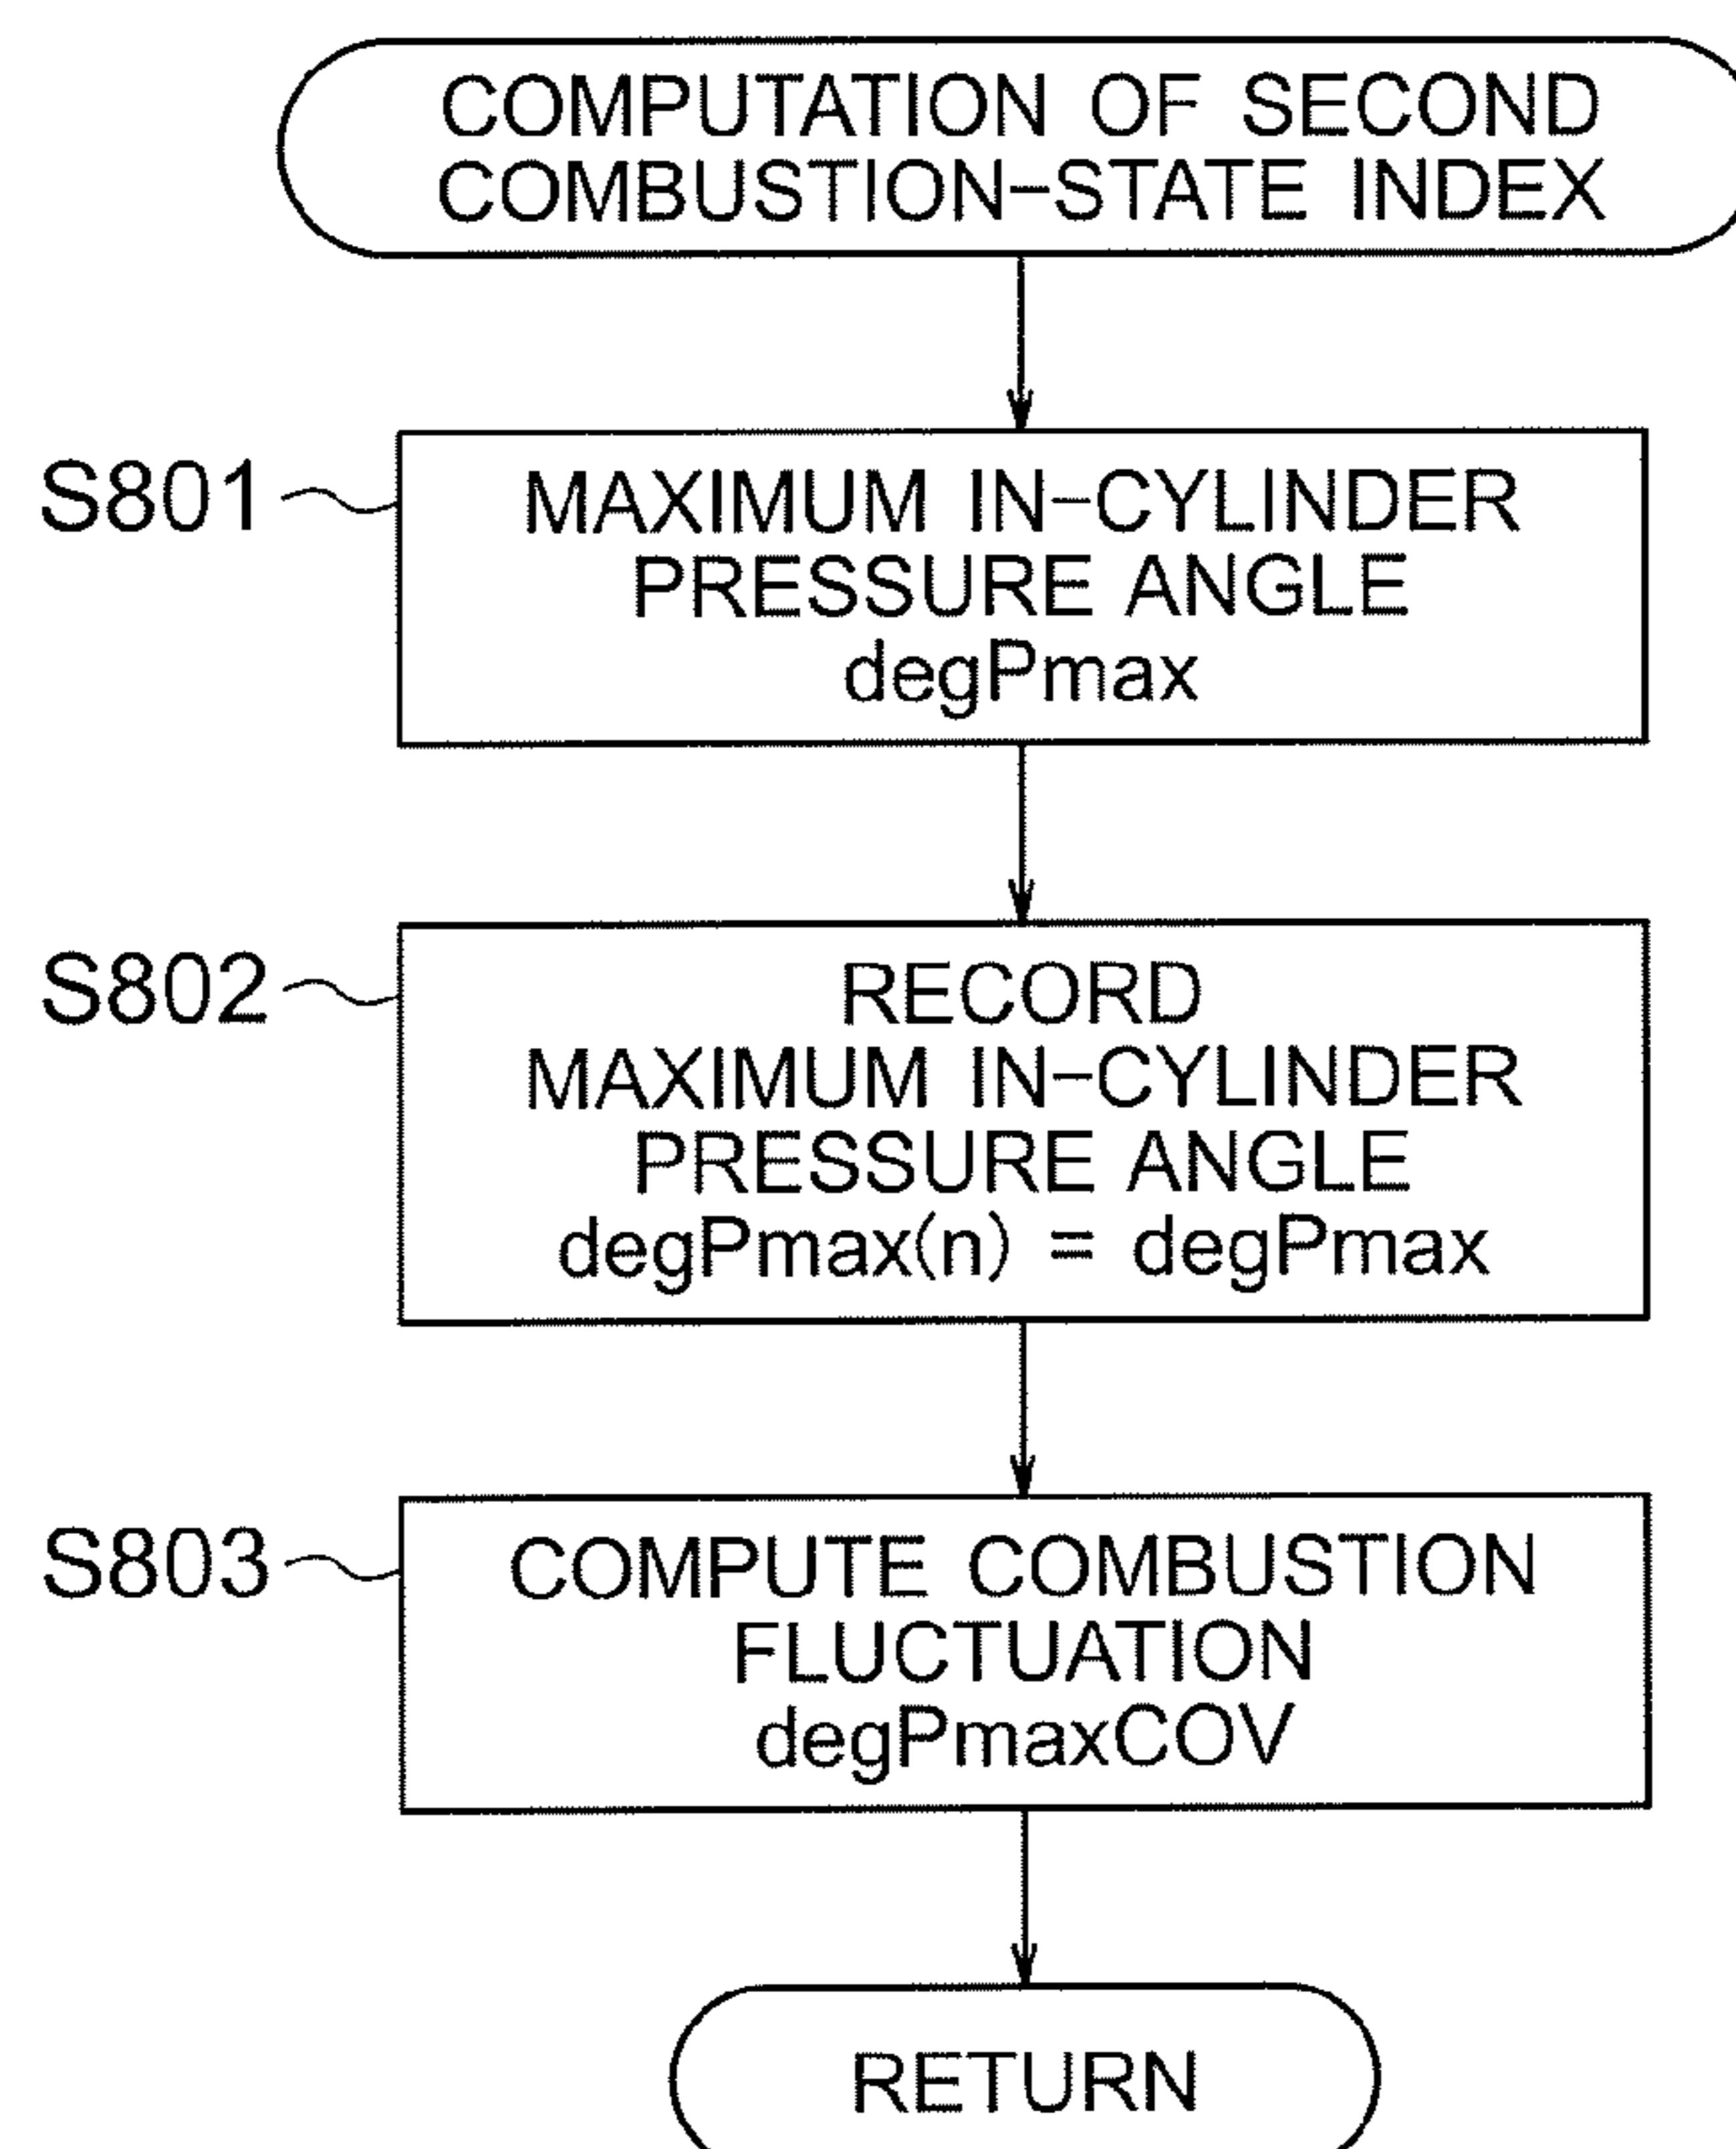 COMPUTATION OF SECOND
COMBUSTION-STATE INDEX
S801
MAXIMUM IN-CYLINDER
PRESSURE ANGLE
degPmax
S802
RECORD
MAXIMUM IN-CYLINDER
PRESSURE ANGLE
degPmax(n) = degPmax
S803
COMPUTE COMBUSTION
FLUCTUATION
degPmaxCOV
RETURN